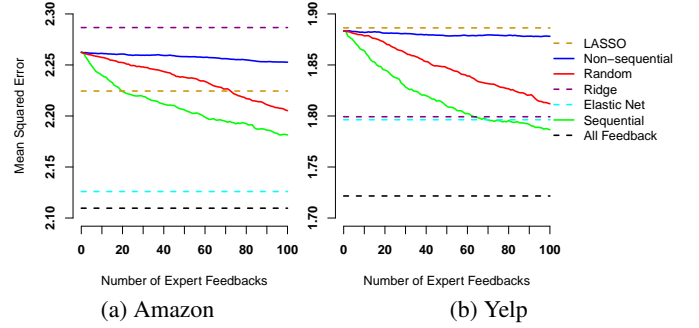 Mean Squared Error
2.30
2.25
2.20
2.15
2.10
0 20 40 60 80 100
Number of Expert Feedbacks
(a) Amazon
1.90
1.85
1.80
1.75
1.70
0 20 40 60 80 100
Number of Expert Feedbacks
(b) Yelp
LASSO
Non-sequential
Random
Ridge
Elastic Net
Sequential
All Feedback